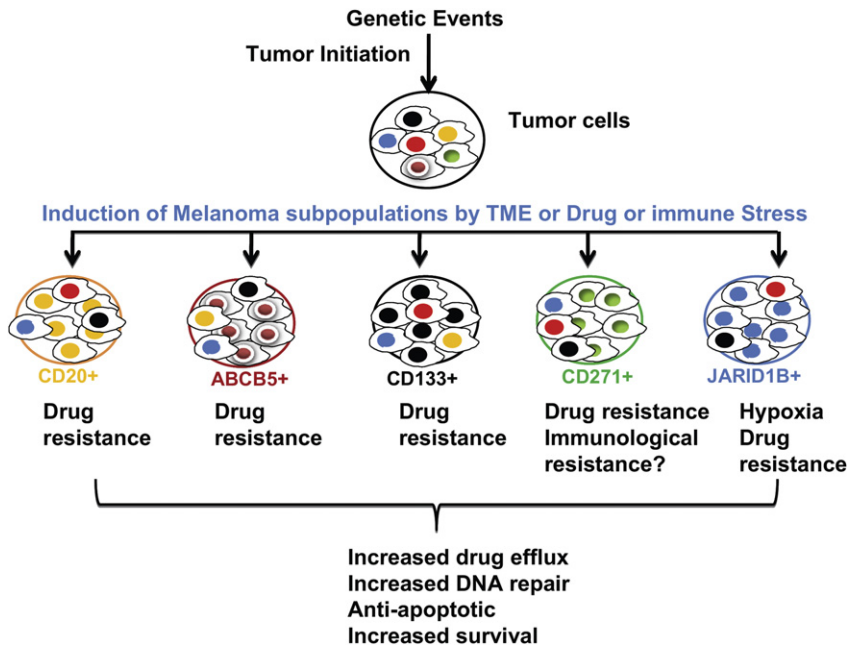 Genetic Events
Tumor Initiation
Tumor cells
Induction of Melanoma subpopulations by TME or Drug or immune Stress
CD20+
ABCB5+
CD133+
CD271+
JARID1B+
Drug
resistance
Drug
resistance
Drug
resistance
Drug resistance
Immunological
resistance?
Hypoxia
Drug
resistance
Increased drug efflux
Increased DNA repair
Anti-apoptotic
Increased survival